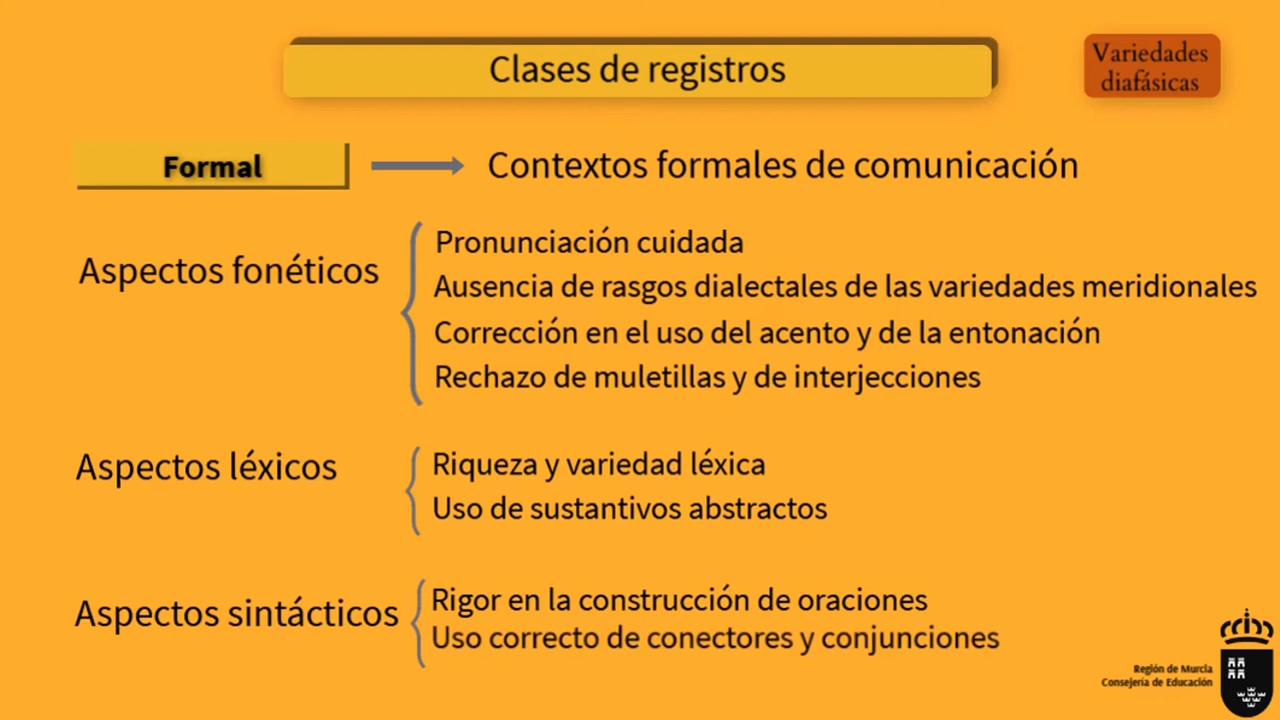 Clases de registros
Variedades
diafásicas
Formal
Contextos formales de comunicación
Aspectos fonéticos
Pronunciación cuidada
Ausencia de rasgos dialectales de las variedades meridionales
Corrección en el uso del acento y de la entonación
Rechazo de muletillas y de interjecciones
Aspectos léxicos
Riqueza y variedad léxica
Uso de sustantivos abstractos
Aspectos sintácticos
Rigor en la construcción de oraciones
Uso correcto de conectores y conjunciones
Región de Murcia
Consejería de Educación